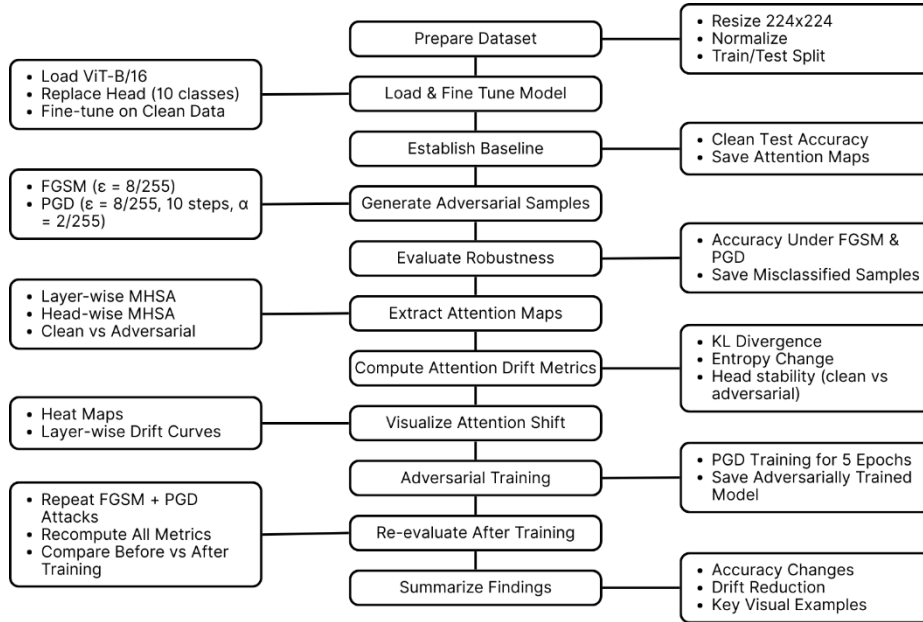 Prepare Dataset
• Resize 224x224
• Normalize
• Train/Test Split
• Load ViT-B/16
• Replace Head (10 classes)
• Fine-tune on Clean Data
Load & Fine Tune Model
Establish Baseline
• Clean Test Accuracy
• Save Attention Maps
• FGSM (ε = 8/255)
• PGD (ε = 8/255, 10 steps, α
= 2/255)
Generate Adversarial Samples
Evaluate Robustness
• Accuracy Under FGSM &
PGD
• Save Misclassified Samples
• Layer-wise MHSA
• Head-wise MHSA
• Clean vs Adversarial
Extract Attention Maps
Compute Attention Drift Metrics
• KL Divergence
• Entropy Change
• Head stability (clean vs
adversarial)
• Heat Maps
• Layer-wise Drift Curves
Visualize Attention Shift
Adversarial Training
• PGD Training for 5 Epochs
• Save Adversarially Trained
Model
• Repeat FGSM + PGD
Attacks
• Recompute All Metrics
• Compare Before vs After
Training
Re-evaluate After Training
Summarize Findings
• Accuracy Changes
• Drift Reduction
• Key Visual Examples